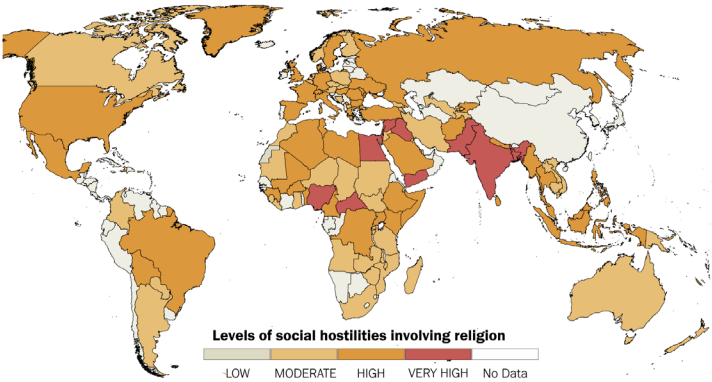 Levels of social hostilities involving religion
LOW MODERATE HIGH VERY HIGH No Data